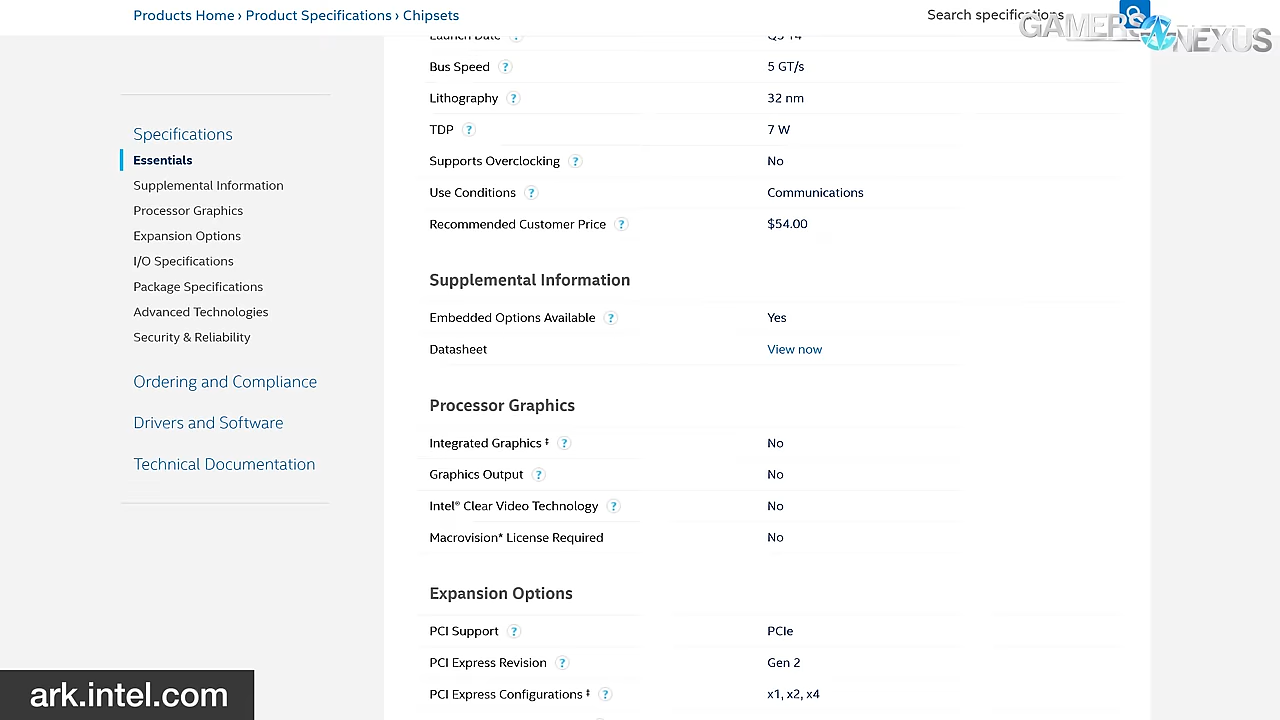 Products Home › Product Specifications › Chipsets
Search specifications
GAMERS NEXUS
Launch Date ? Q3'14
Bus Speed ? 5 GT/s
Lithography ? 32 nm
TDP ? 7 W
Supports Overclocking ? No
Use Conditions ? Communications
Recommended Customer Price ? $54.00
Specifications
Essentials
Supplemental Information
Processor Graphics
Expansion Options
I/O Specifications
Package Specifications
Advanced Technologies
Security & Reliability
Ordering and Compliance
Drivers and Software
Technical Documentation
Supplemental Information
Embedded Options Available ? Yes
Datasheet View now
Processor Graphics
Integrated Graphics ‡ ? No
Graphics Output ? No
Intel® Clear Video Technology ? No
Macrovision* License Required No
Expansion Options
PCI Support ? PCIe
PCI Express Revision ? Gen 2
PCI Express Configurations ‡ ? x1, x2, x4
ark.intel.com